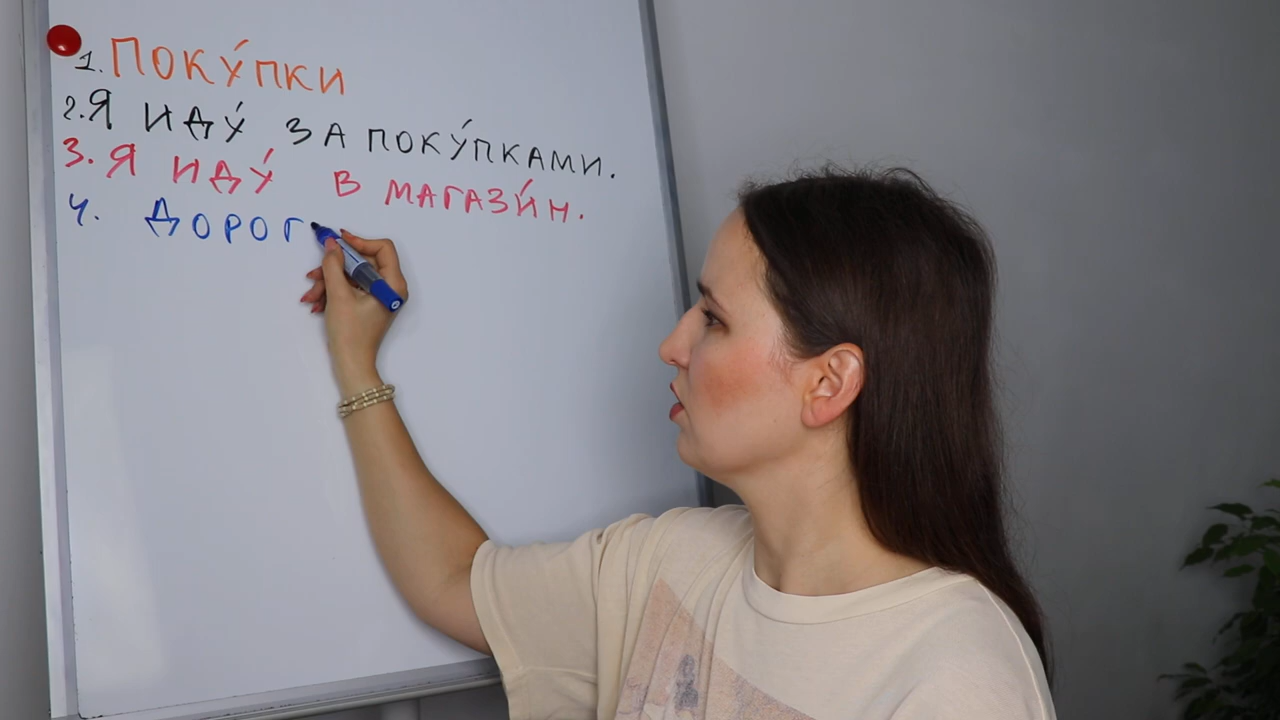 1. ПОКУ́ПКИ
2. Я ИДУ́ ЗА ПОКУ́ПКАМИ.
3. Я ИДУ́ В МАГАЗИ́Н.
4. ДОРОГ